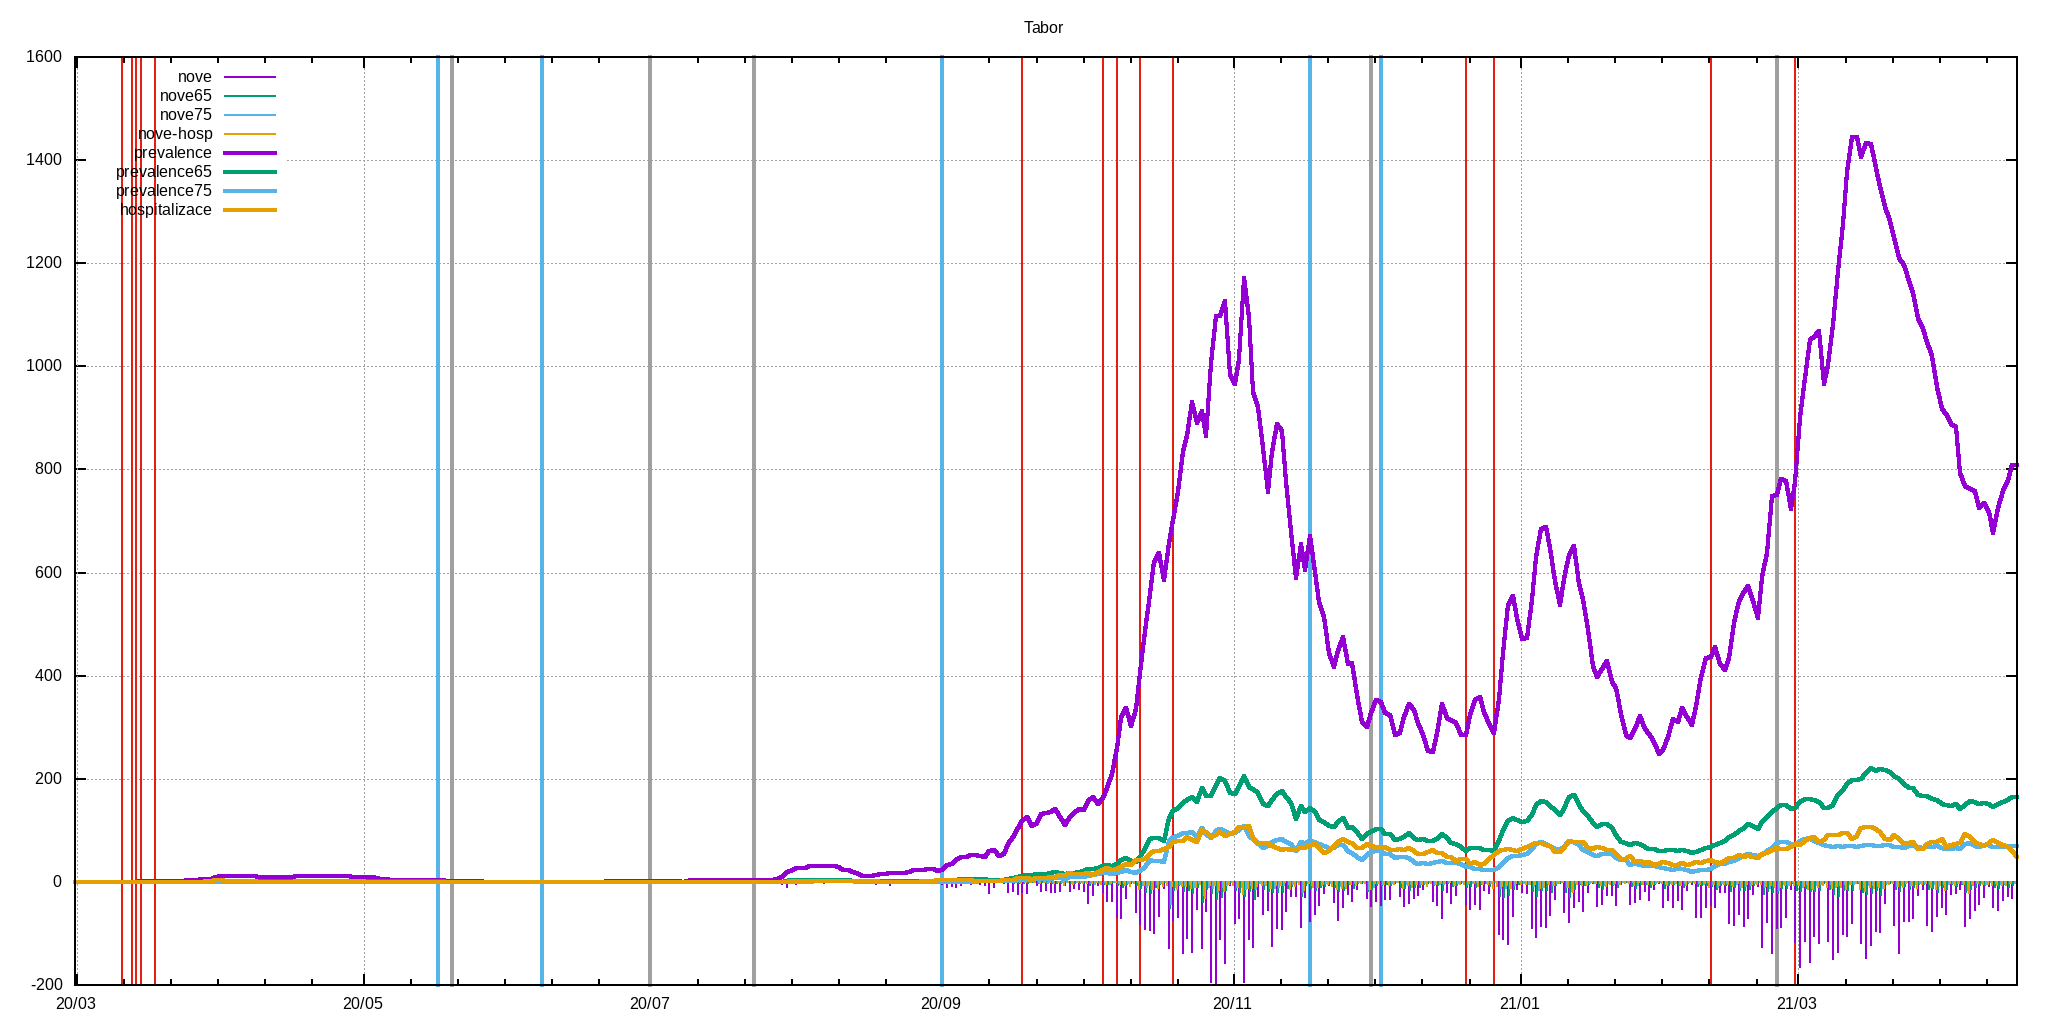 Tabor
1600
1400
1200
1000
800
600
400
200
0
-200
nove
nove65
nove75
nove-hosp
prevalence
prevalence65
prevalence75
hospitalizace
20/03
20/05
20/07
20/09
20/11
21/01
21/03